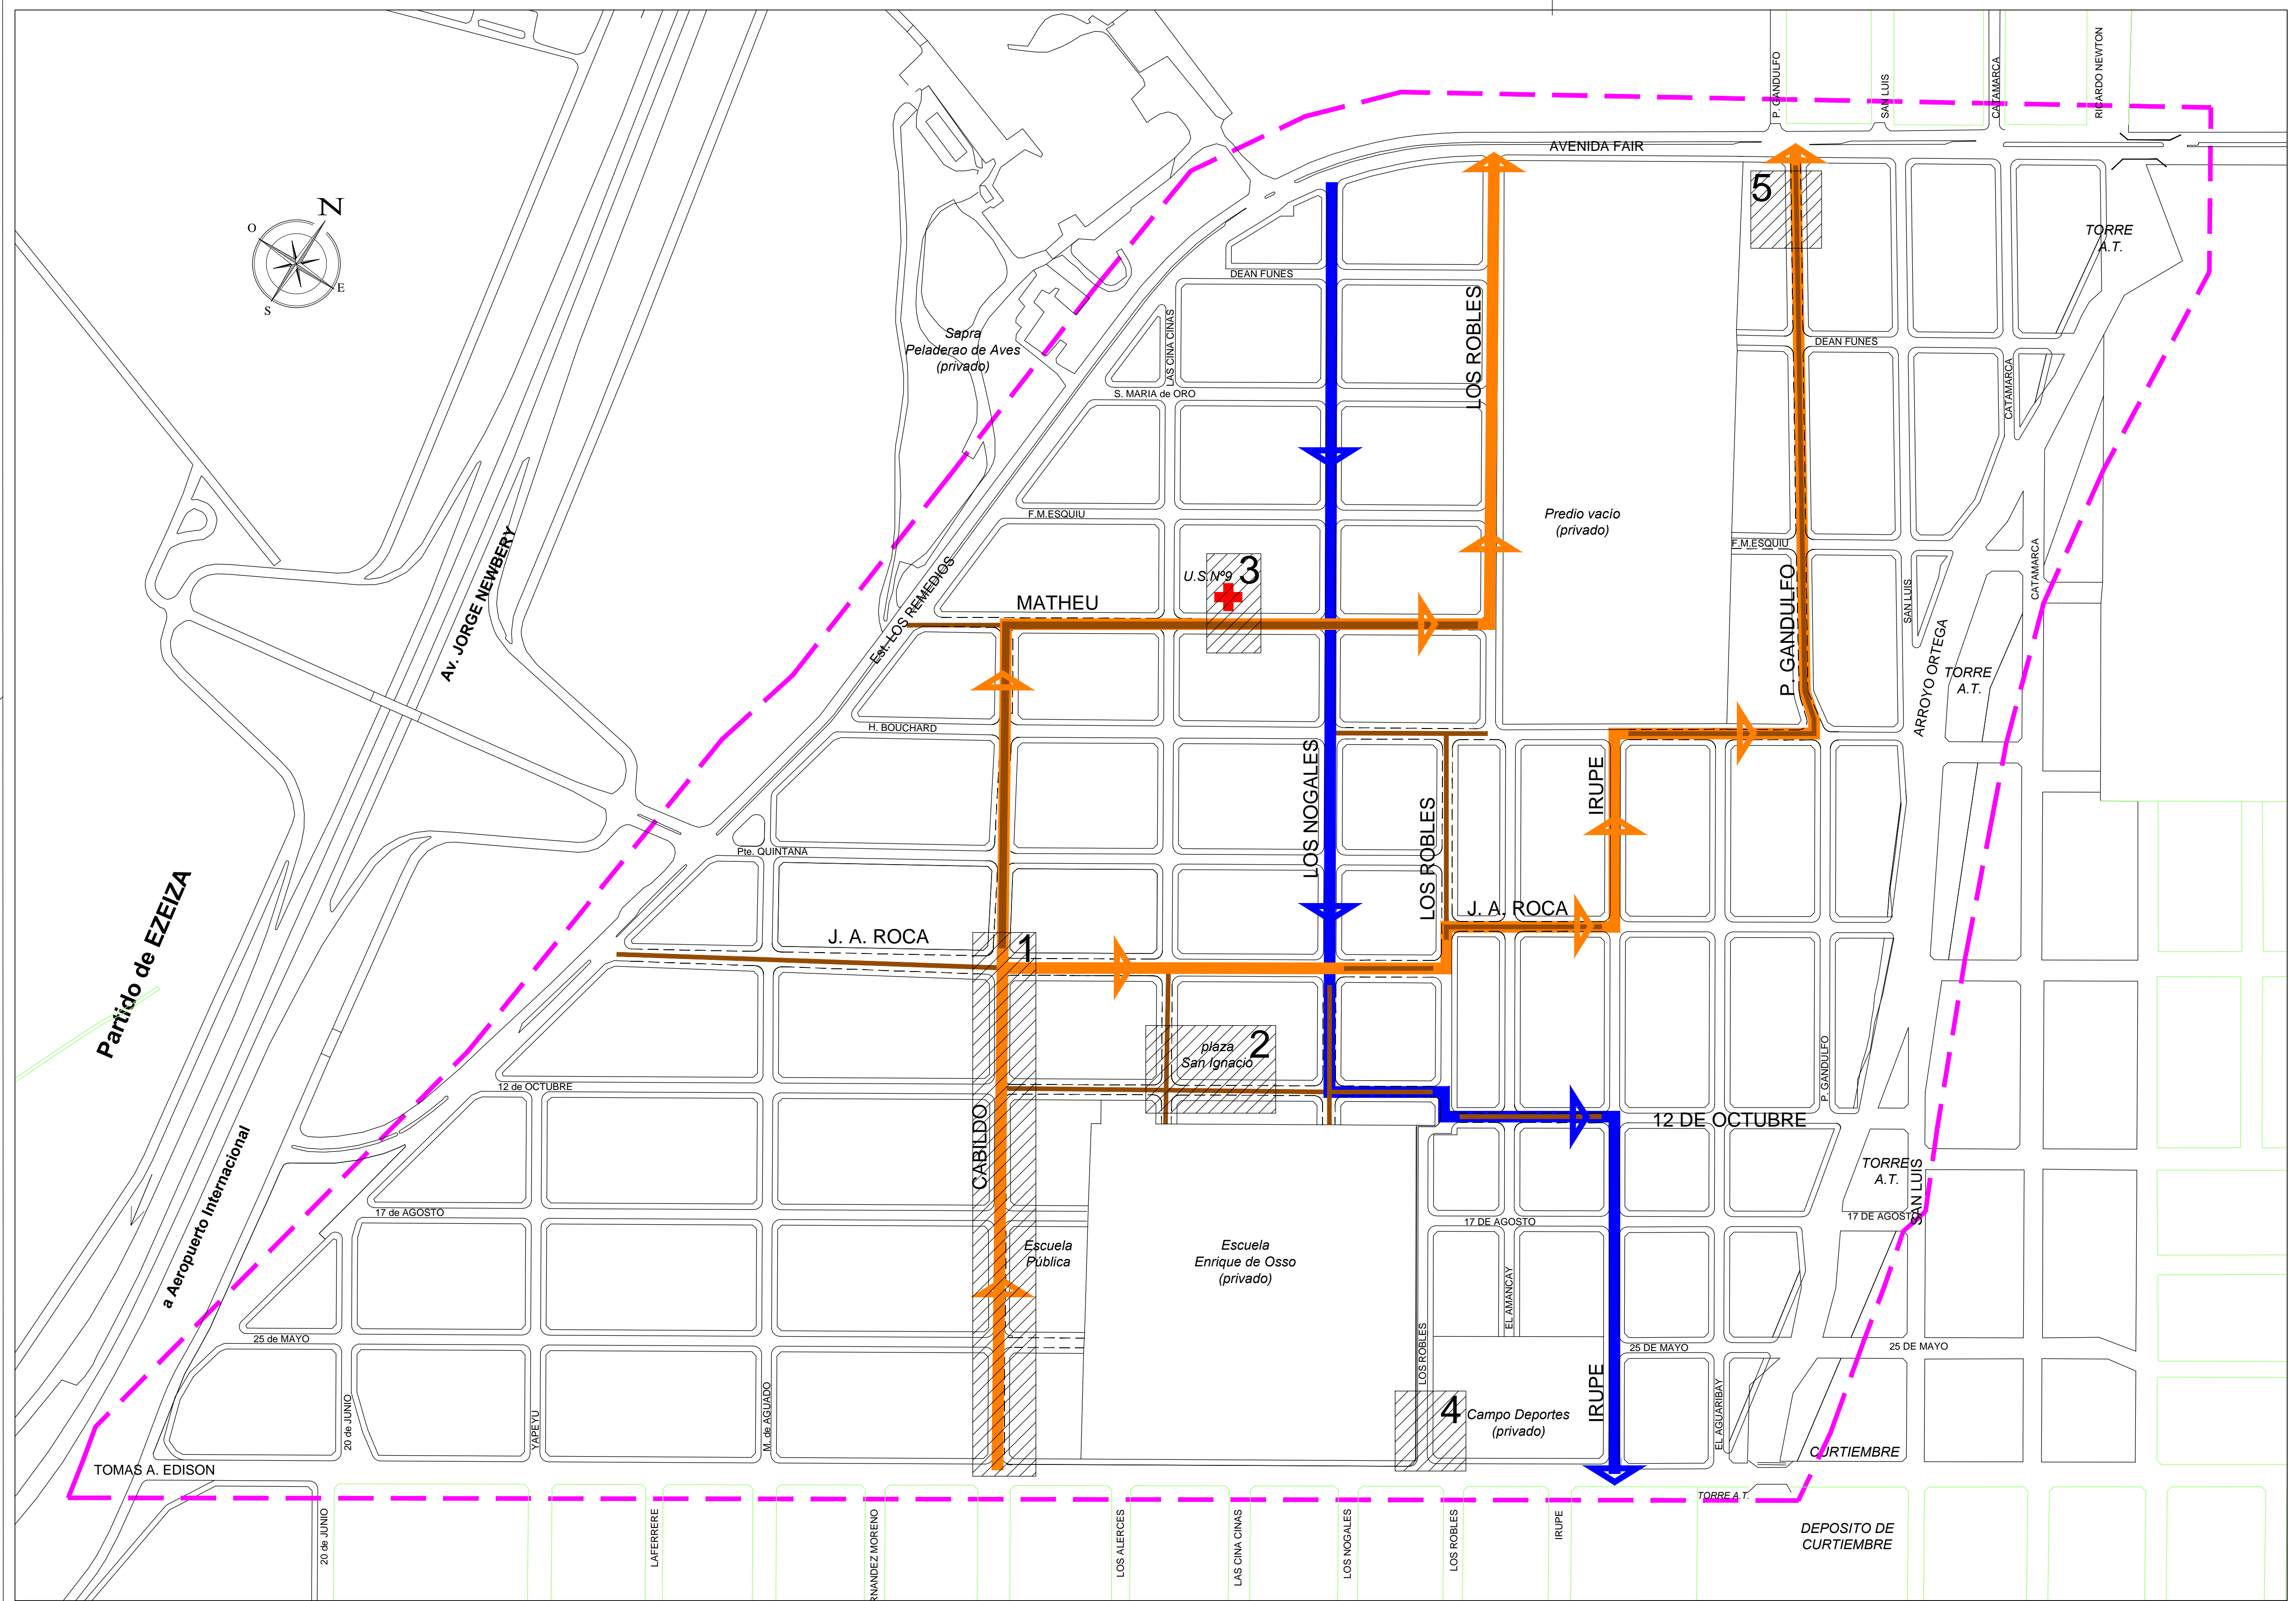 P. GANDULFO
SAN LUIS
CATAMARCA
RICARDO NEWTON
AVENIDA FAIR
N
O
E
S
5
TORRE
A.T.
DEAN FUNES
LOS ROBLES
LAS CINA CINAS
Sapra
Peladerao de Aves
(privado)
DEAN FUNES
S. MARIA de ORO
CATAMARCA
F.M.ESQUIU
Predio vacío
(privado)
F.M.ESQUIU
Av. JORGE NEWBERY
Est. LOS REMEDIOS
U.S.Nº9
3
MATHEU
P. GANDULFO
SAN LUIS
CATAMARCA
ARROYO ORTEGA
TORRE
A.T.
H. BOUCHARD
LOS NOGALES
LOS ROBLES
IRUPE
Pte. QUINTANA
Partido de EZEIZA
J. A. ROCA
1
J. A. ROCA
plaza
San Ignacio
2
P. GANDULFO
12 de OCTUBRE
CABILDO
12 DE OCTUBRE
a Aeropuerto Internacional
TORRE
A.T.
SAN LUIS
17 de AGOSTO
17 DE AGOSTO
17 DE AGOSTO
Escuela
Pública
Escuela
Enrique de Osso
(privado)
EL AMANCAY
25 de MAYO
25 DE MAYO
25 DE MAYO
LOS ROBLES
IRUPE
20 de JUNIO
YAPEYU
M. de AGUADO
4
Campo Deportes
(privado)
EL AGUARIBAY
CURTIEMBRE
TOMAS A. EDISON
TORRE A.T.
20 de JUNIO
LAFERRERE
RNANDEZ MORENO
LOS ALERCES
LAS CINA CINAS
LOS NOGALES
LOS ROBLES
IRUPE
DEPOSITO DE
CURTIEMBRE